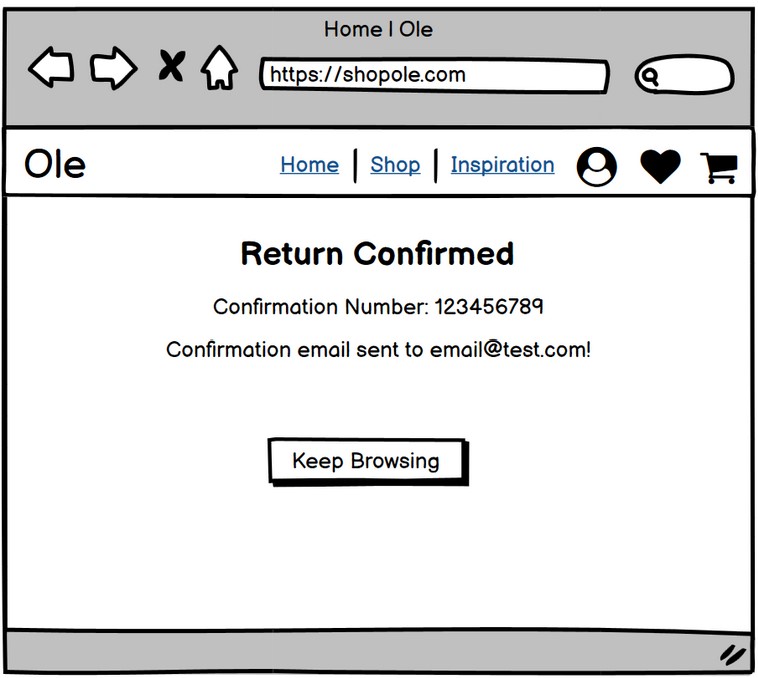 Home | Ole
https://shopole.com
Ole
Home | Shop | Inspiration
Return Confirmed
Confirmation Number: 123456789
Confirmation email sent to email@test.com!
Keep Browsing